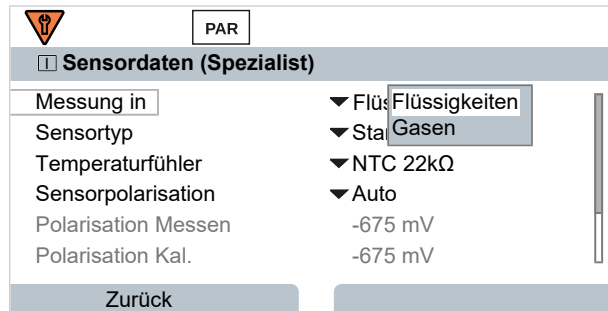 PAR
I Sensordaten (Spezialist)
Messung in Flüs Flüssigkeiten
Sensortyp Star Gasen
Temperaturfühler NTC 22kΩ
Sensorpolarisation Auto
Polarisation Messen -675 mV
Polarisation Kal. -675 mV
Zurück